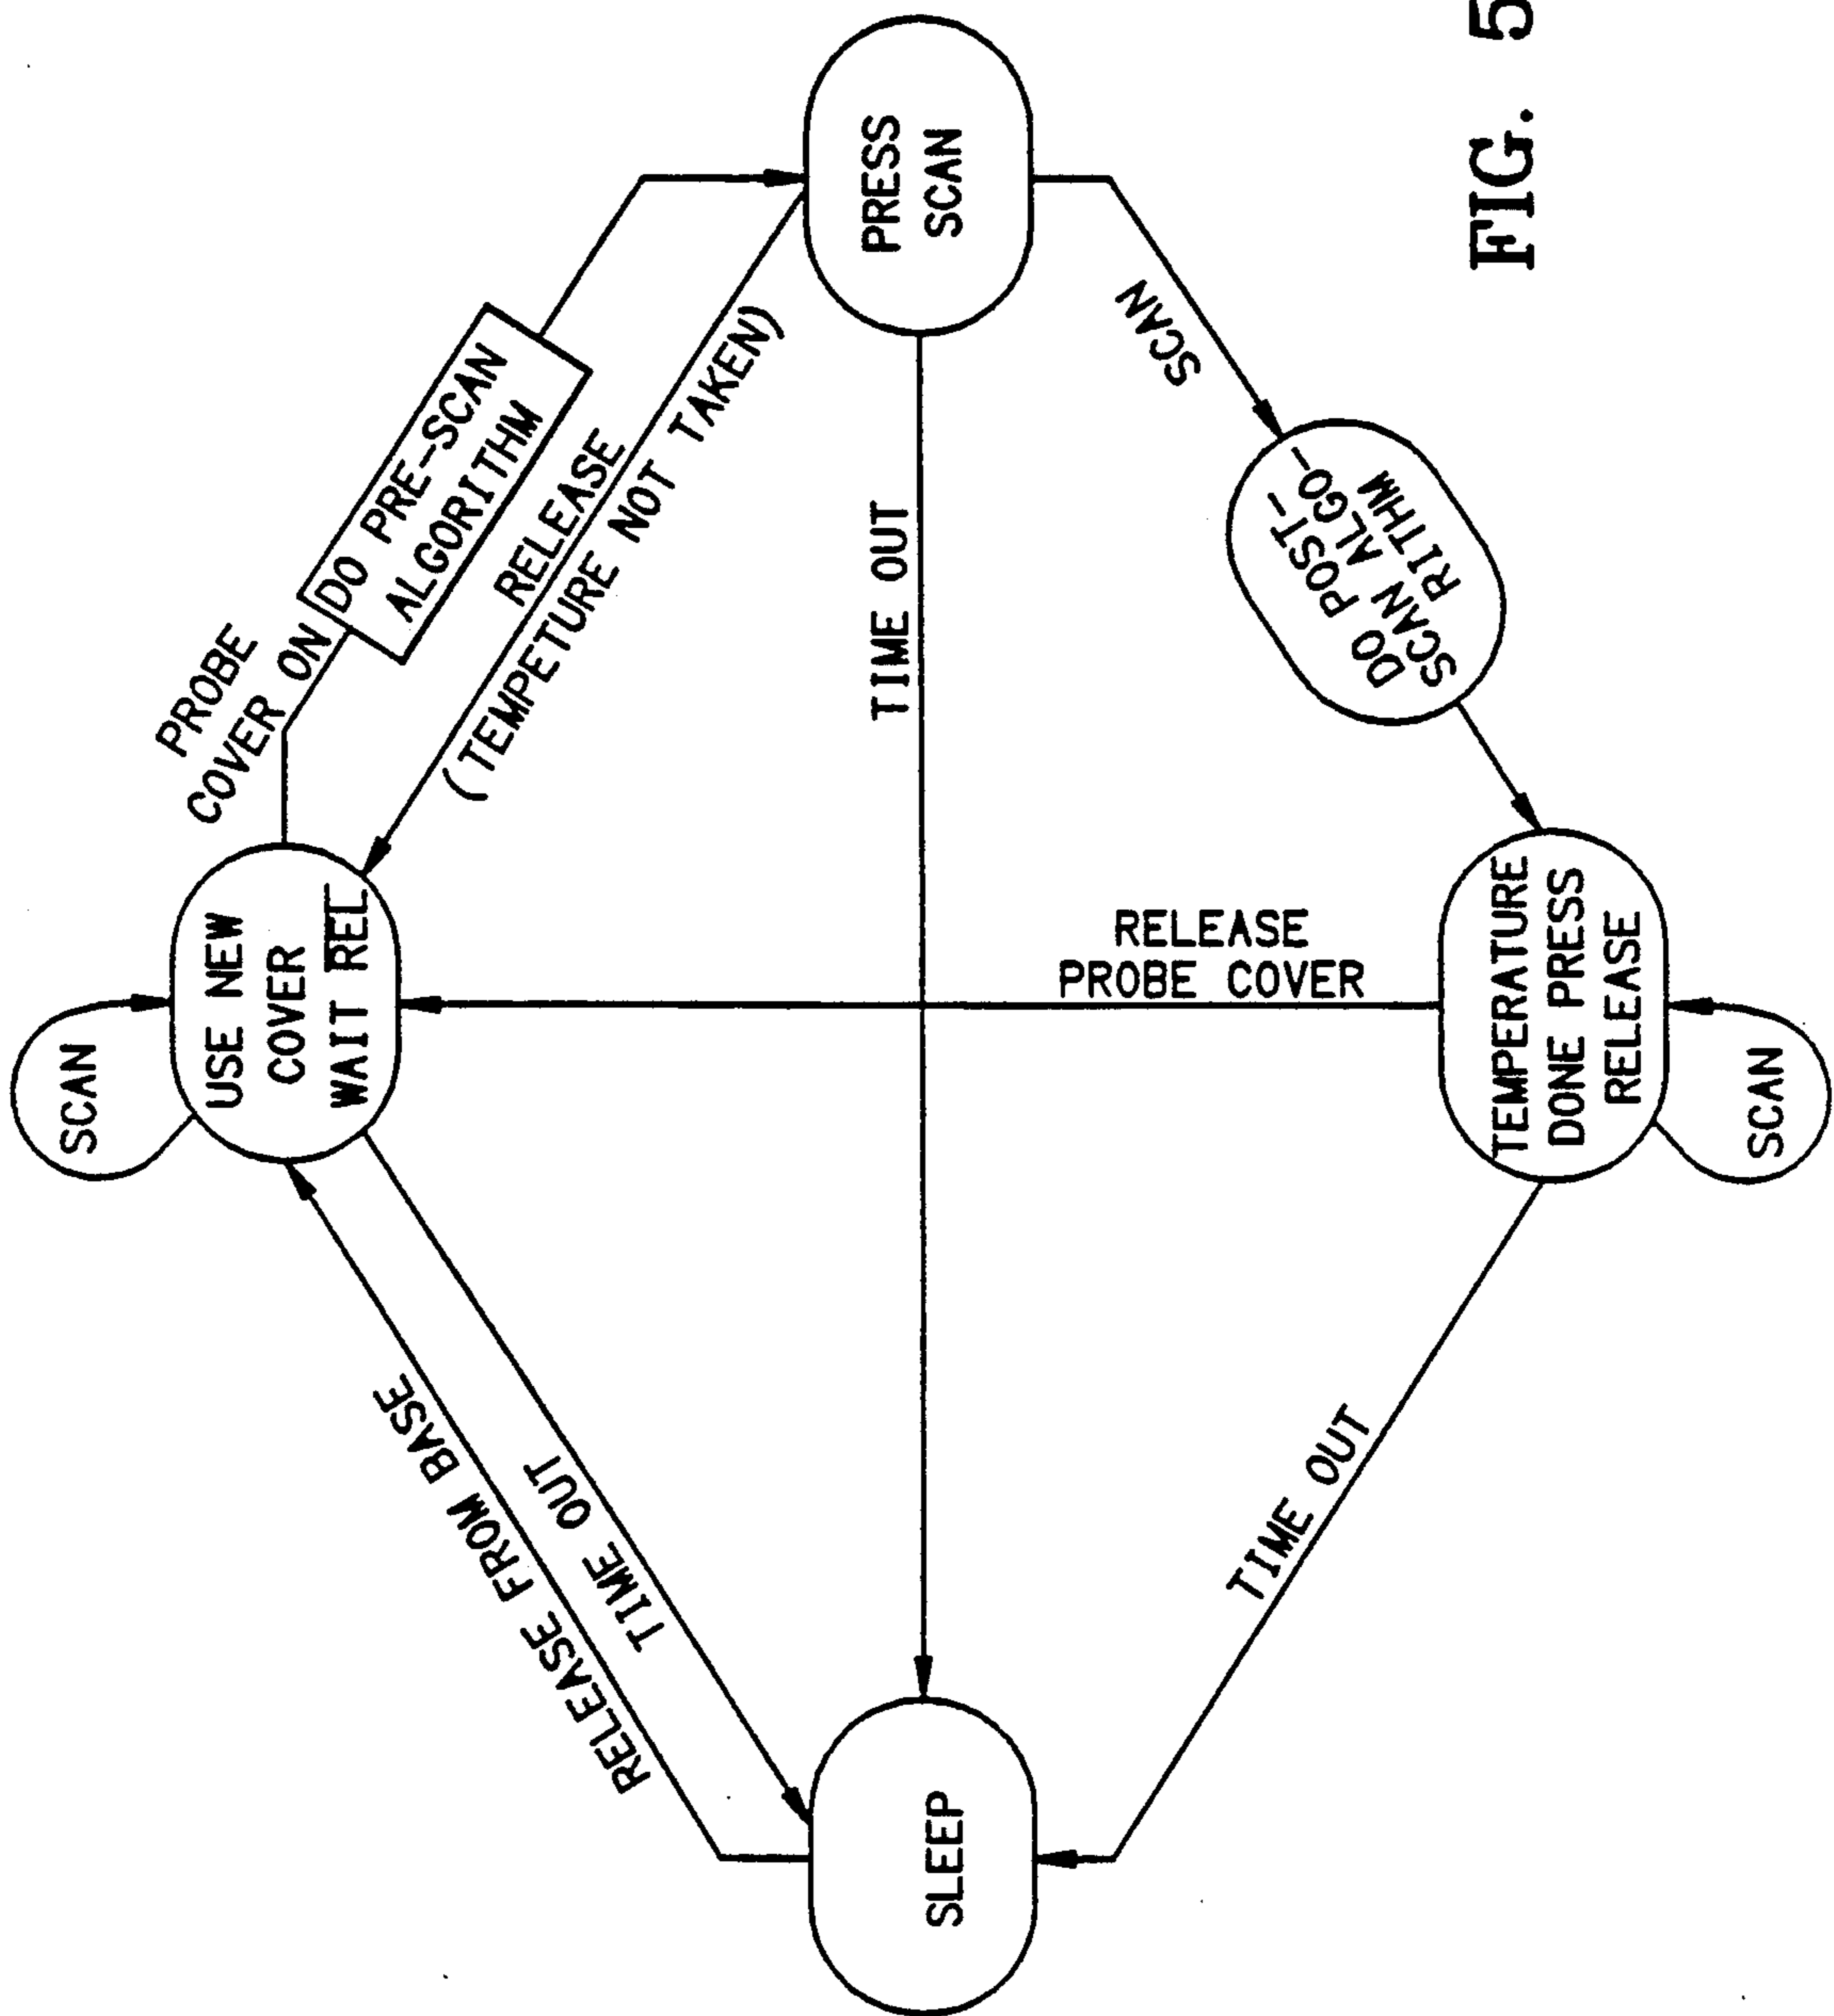 SCAN
USE NEW
COVER
WAIT REL
PROBE
COVER ON
DO PRE-SCAN
ALGORITHM
RELEASE
(TEMPETURE NOT TAKEN)
PRESS
SCAN
RELEASE FROM BASE
TIME OUT
TIME OUT
RELEASE
PROBE COVER
SCAN
DO POST-
SCAN ALGO-
RITHM
SLEEP
TIME OUT
TEMPERATURE
DONE PRESS
RELEASE
SCAN
FIG. 5